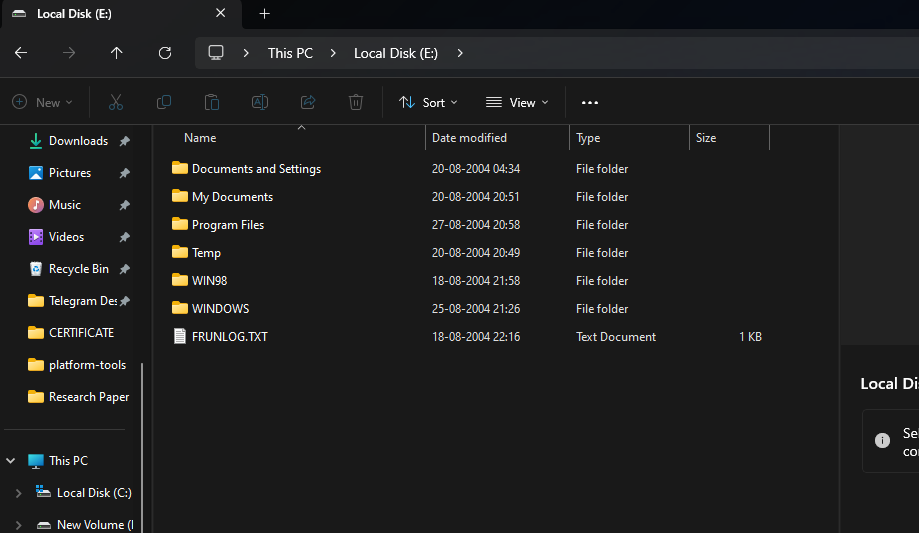 Local Disk (E:)
This PC > Local Disk (E:) >
New Sort View ...
Name Date modified Type Size
Downloads
Pictures
Music
Videos
Recycle Bin
Telegram Des
CERTIFICATE
platform-tools
Research Paper
This PC
Local Disk (C:)
New Volume (
Documents and Settings 20-08-2004 04:34 File folder
My Documents 20-08-2004 20:51 File folder
Program Files 27-08-2004 20:58 File folder
Temp 20-08-2004 20:49 File folder
WIN98 18-08-2004 21:58 File folder
WINDOWS 25-08-2004 21:26 File folder
FRUNLOG.TXT 18-08-2004 22:16 Text Document 1 KB
Local Di
Sel
co